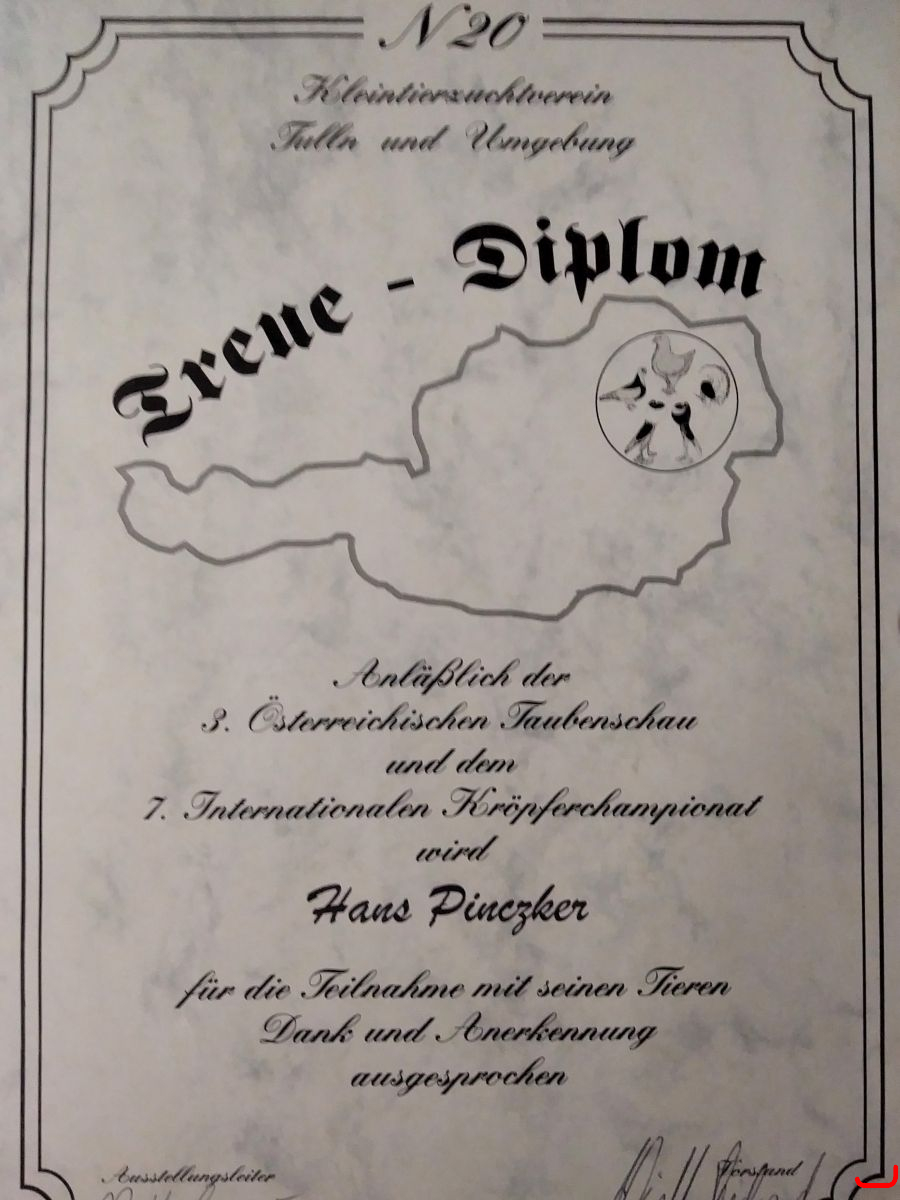 N 20
Kleintierzuchtverein
Tulln und Umgebung
Treue - Diplom
Anläßlich der
3. Österreichischen Taubenschau
und dem
7. Internationalen Kröpferchampionat
wird
Hans Pinczker
für die Teilnahme mit seinen Tieren
Dank und Anerkennung
ausgesprochen
Ausstellungsleiter
Vorstand